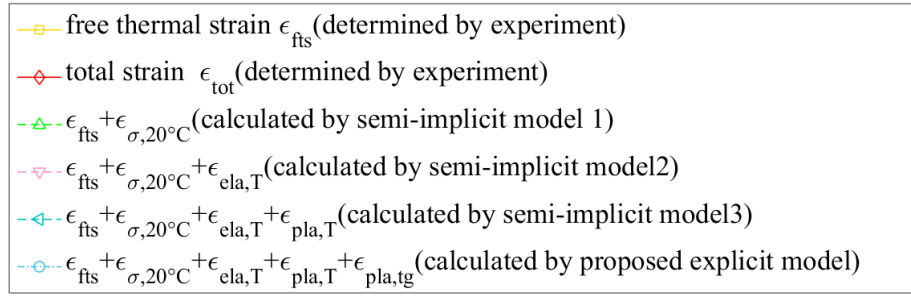 free thermal strain ϵfts(determined by experiment)
total strain ϵtot(determined by experiment)
ϵfts+ϵσ,20°C(calculated by semi-implicit model 1)
ϵfts+ϵσ,20°C+ϵela,T(calculated by semi-implicit model2)
ϵfts+ϵσ,20°C+ϵela,T+ϵpla,T(calculated by semi-implicit model3)
ϵfts+ϵσ,20°C+ϵela,T+ϵpla,T+ϵpla,tg(calculated by proposed explicit model)